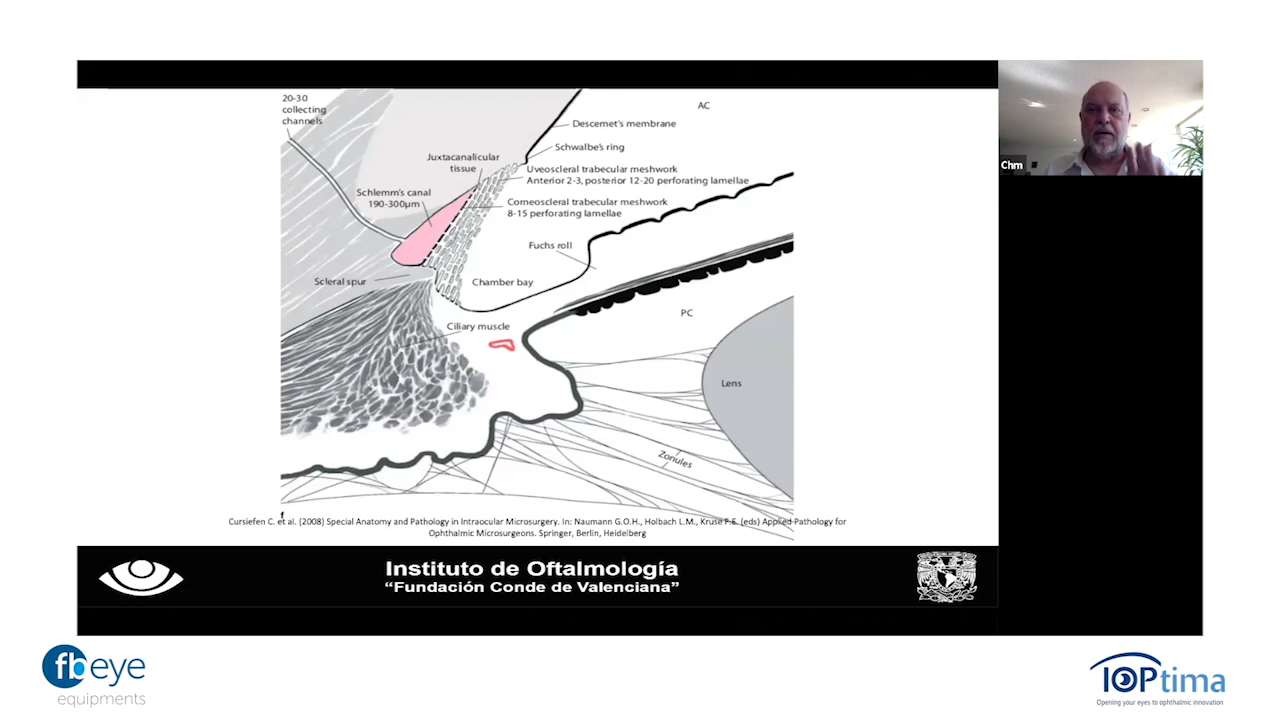 20-30
collecting
channels
AC
Descemet's membrane
Schwalbe's ring
Juxtacanalicular
tissue
Uveoscleral trabecular meshwork
Anterior 2-3, posterior 12-20 perforating lamellae
Schlemm's canal
190-300µm
Corneoscleral trabecular meshwork
8-15 perforating lamellae
Fuchs roll
Scleral spur
Chamber bay
PC
Ciliary muscle
Lens
Zonules
f
Cursiefen C. et al. (2008) Special Anatomy and Pathology in Intraocular Microsurgery. In: Naumann G.O.H., Holbach L.M., Kruse F.E. (eds) Applied Pathology for
Ophthalmic Microsurgeons. Springer, Berlin, Heidelberg
Instituto de Oftalmología
“Fundación Conde de Valenciana”
Chm
fbeye
equipments
IOPtima
Opening your eyes to ophthalmic innovation